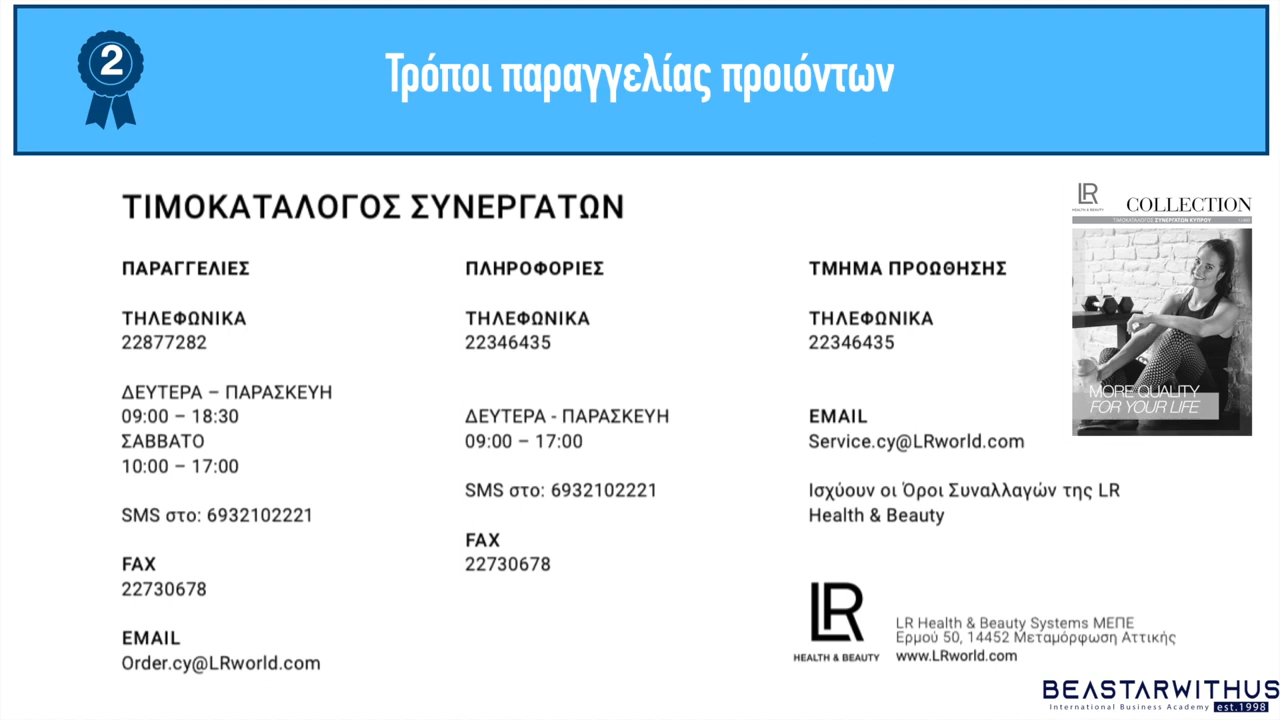 2
Τρόποι παραγγελίας προιόντων
ΤΙΜΟΚΑΤΑΛΟΓΟΣ ΣΥΝΕΡΓΑΤΩΝ
ΠΑΡΑΓΓΕΛΙΕΣ
ΤΗΛΕΦΩΝΙΚΑ
22877282
ΔΕΥΤΕΡΑ – ΠΑΡΑΣΚΕΥΗ
09:00 – 18:30
ΣΑΒΒΑΤΟ
10:00 – 17:00
SMS στο: 6932102221
FAX
22730678
EMAIL
Order.cy@LRworld.com
ΠΛΗΡΟΦΟΡΙΕΣ
ΤΗΛΕΦΩΝΙΚΑ
22346435
ΔΕΥΤΕΡΑ - ΠΑΡΑΣΚΕΥΗ
09:00 – 17:00
SMS στο: 6932102221
FAX
22730678
ΤΜΗΜΑ ΠΡΟΩΘΗΣΗΣ
ΤΗΛΕΦΩΝΙΚΑ
22346435
EMAIL
Service.cy@LRworld.com
Ισχύουν οι Όροι Συναλλαγών της LR
Health & Beauty
LR
HEALTH & BEAUTY
COLLECTION
ΤΙΜΟΚΑΤΑΛΟΓΟΣ ΣΥΝΕΡΓΑΤΩΝ ΚΥΠΡΟΥ
MORE QUALITY
FOR YOUR LIFE
LR
HEALTH & BEAUTY
LR Health & Beauty Systems ΜΕΠΕ
Ερμού 50, 14452 Μεταμόρφωση Αττικής
www.LRworld.com
BEASTARWITHUS
International Business Academy est.1998